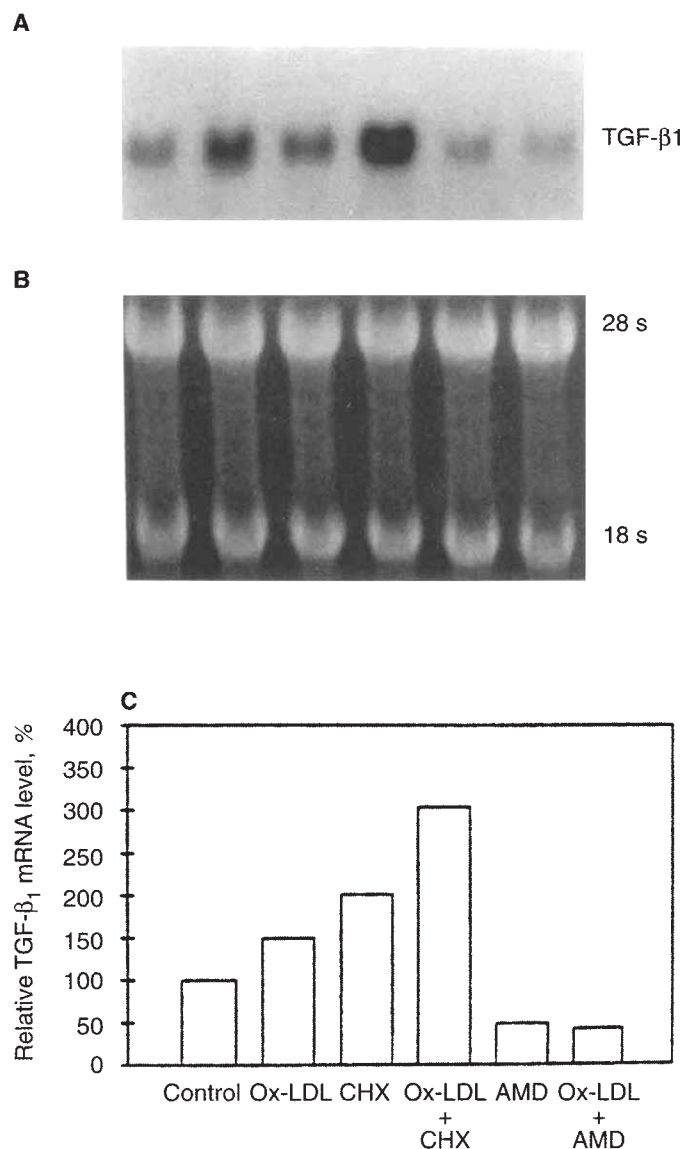 A
TGF-β1
B
28 s
18 s
C
Relative TGF-β₁ mRNA level, %
400
350
300
250
200
150
100
50
0
Control Ox-LDL CHX Ox-LDL AMD Ox-LDL
+ +
CHX AMD